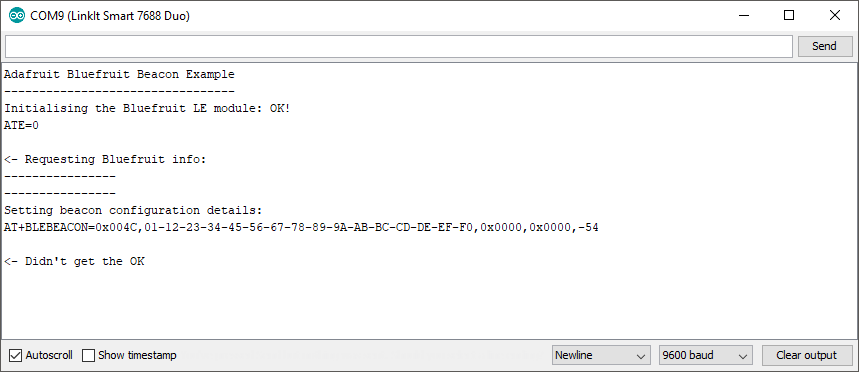 COM9 (LinkIt Smart 7688 Duo)
Send
Adafruit Bluefruit Beacon Example
---------------------------------
Initialising the Bluefruit LE module: OK!
ATE=0
<- Requesting Bluefruit info:
----------------
----------------
Setting beacon configuration details:
AT+BLEBEACON=0x004C,01-12-23-34-45-56-67-78-89-9A-AB-BC-CD-DE-EF-F0,0x0000,0x0000,-54
<- Didn't get the OK
Autoscroll Show timestamp Newline 9600 baud Clear output